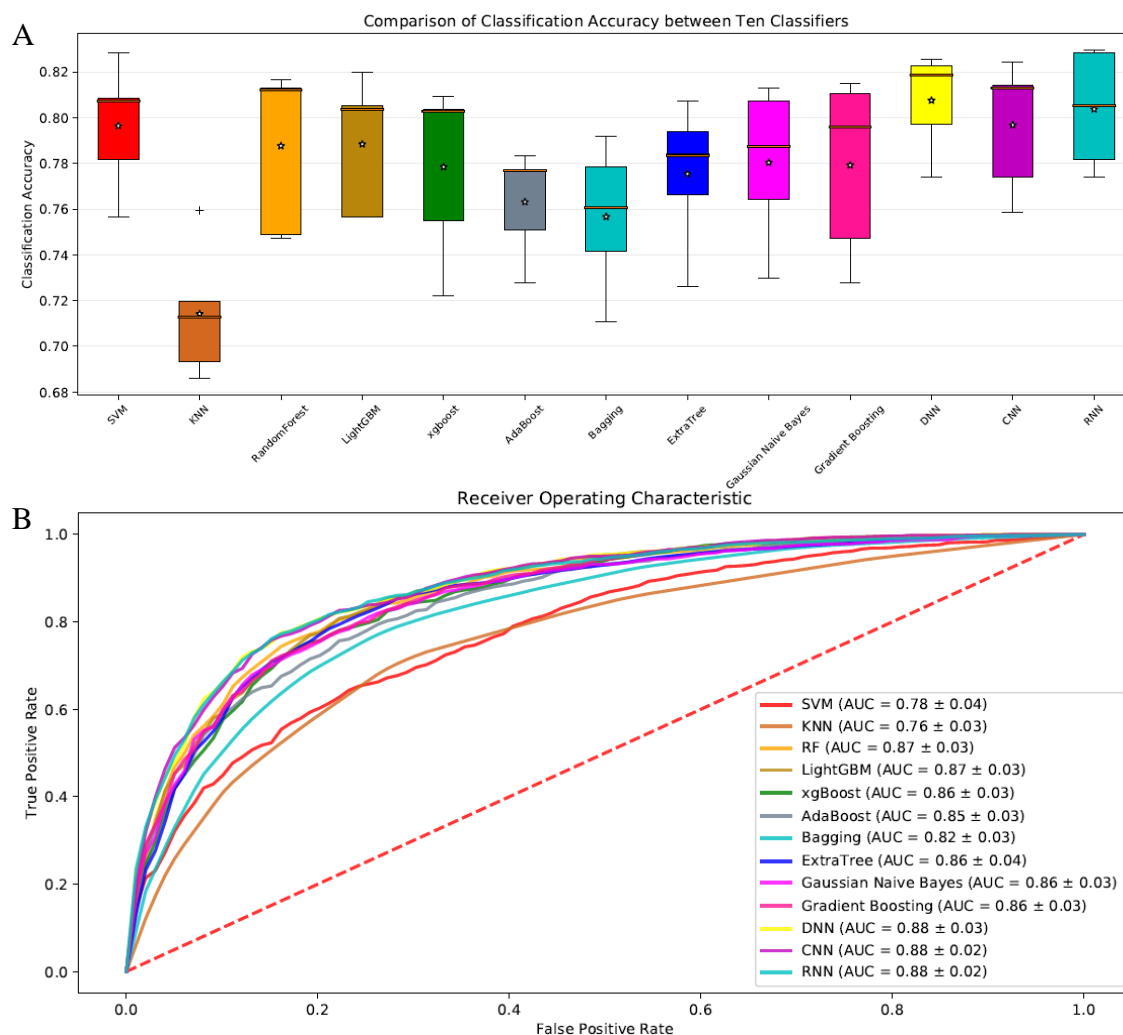 A
Comparison of Classification Accuracy between Ten Classifiers
Classification Accuracy
0.82
0.80
0.78
0.76
0.74
0.72
0.70
0.68
SVM
KNN
RandomForest
LightGBM
xgboost
AdaBoost
Bagging
ExtraTree
Gaussian Naive Bayes
Gradient Boosting
DNN
CNN
RNN
B
Receiver Operating Characteristic
True Positive Rate
1.0
0.8
0.6
0.4
0.2
0.0
SVM (AUC = 0.78 ± 0.04)
KNN (AUC = 0.76 ± 0.03)
RF (AUC = 0.87 ± 0.03)
LightGBM (AUC = 0.87 ± 0.03)
xgBoost (AUC = 0.86 ± 0.03)
AdaBoost (AUC = 0.85 ± 0.03)
Bagging (AUC = 0.82 ± 0.03)
ExtraTree (AUC = 0.86 ± 0.04)
Gaussian Naive Bayes (AUC = 0.86 ± 0.03)
Gradient Boosting (AUC = 0.86 ± 0.03)
DNN (AUC = 0.88 ± 0.03)
CNN (AUC = 0.88 ± 0.02)
RNN (AUC = 0.88 ± 0.02)
0.0
0.2
0.4
0.6
0.8
1.0
False Positive Rate